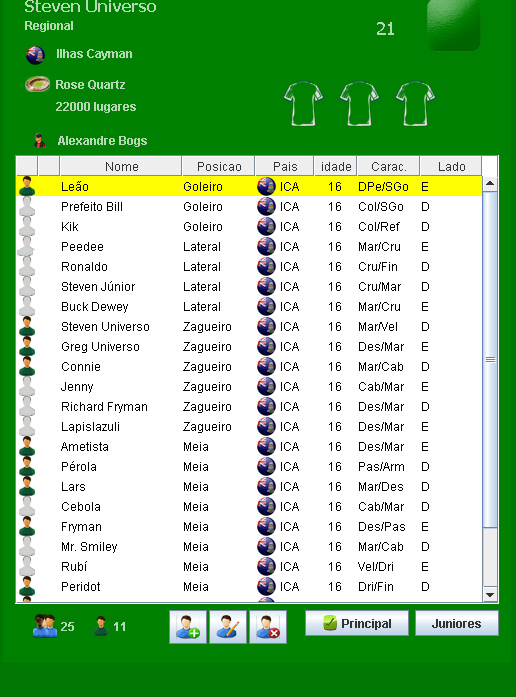 Steven Universo
Regional
21
Ilhas Cayman
Rose Quartz
22000 lugares
Alexandre Bogs
Nome Posicao Pais idade Carac. Lado
Leão Goleiro ICA 16 DPe/SGo E
Prefeito Bill Goleiro ICA 16 Col/SGo D
Kik Goleiro ICA 16 Col/Ref D
Peedee Lateral ICA 16 Mar/Cru E
Ronaldo Lateral ICA 16 Cru/Fin D
Steven Júnior Lateral ICA 16 Cru/Mar D
Buck Dewey Lateral ICA 16 Mar/Cru E
Steven Universo Zagueiro ICA 16 Mar/Vel D
Greg Universo Zagueiro ICA 16 Des/Mar E
Connie Zagueiro ICA 16 Mar/Cab D
Jenny Zagueiro ICA 16 Cab/Mar E
Richard Fryman Zagueiro ICA 16 Des/Mar D
Lapislazuli Zagueiro ICA 16 Des/Mar D
Ametista Meia ICA 16 Des/Mar E
Pérola Meia ICA 16 Pas/Arm D
Lars Meia ICA 16 Mar/Des D
Cebola Meia ICA 16 Cab/Mar D
Fryman Meia ICA 16 Des/Pas E
Mr. Smiley Meia ICA 16 Mar/Cab D
Rubí Meia ICA 16 Vel/Dri E
Peridot Meia ICA 16 Dri/Fin D
25 11 Principal Juniores